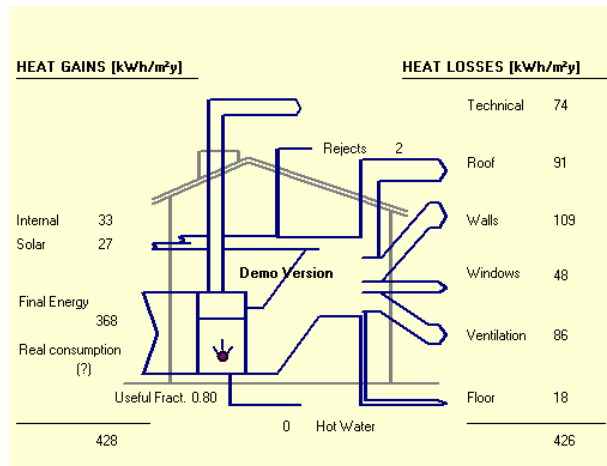 HEAT GAINS [kWh/m²y]
HEAT LOSSES [kWh/m²y]
Technical 74
Rejects 2
Roof 91
Internal 33
Walls 109
Solar 27
Demo Version
Windows 48
Final Energy
368
Real consumption
(?)
Ventilation 86
Useful Fract. 0.80
Floor 18
0 Hot Water
428
426